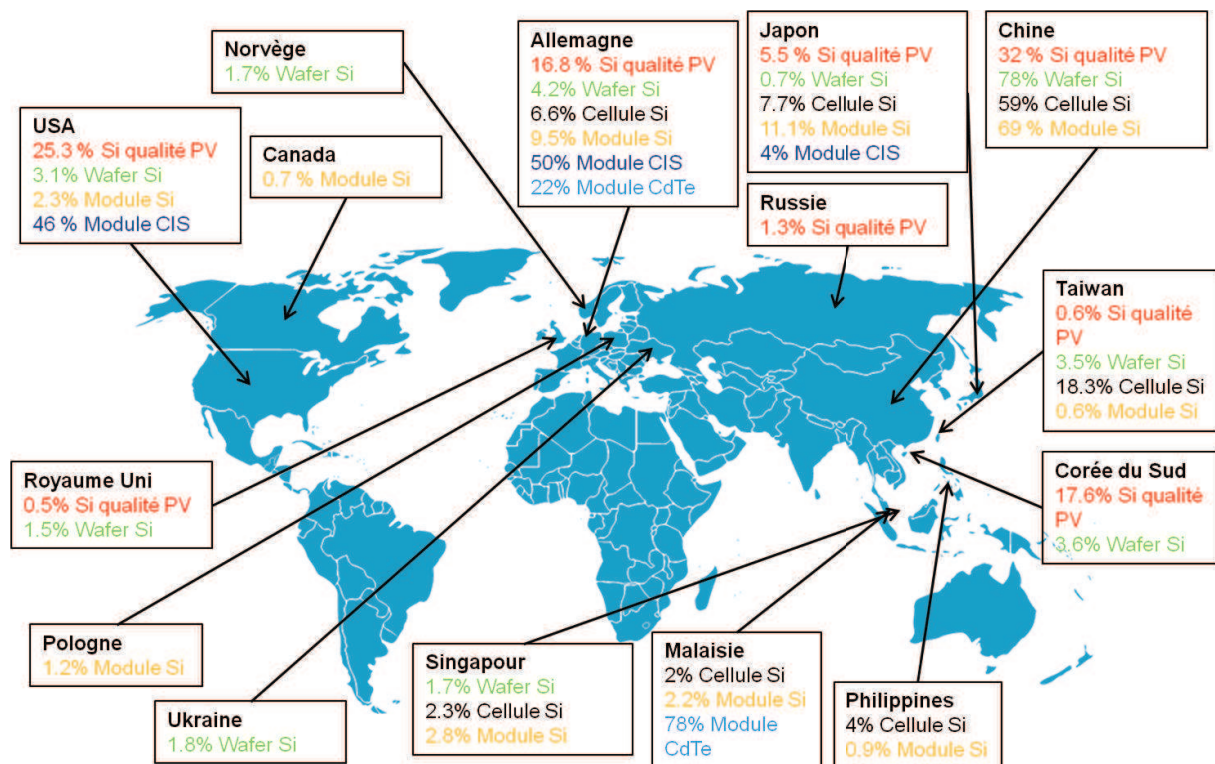 Norvège
1.7% Wafer Si
Allemagne
16.8 % Si qualité PV
4.2% Wafer Si
6.6% Cellule Si
9.5% Module Si
50% Module CIS
22% Module CdTe
Japon
5.5 % Si qualité PV
0.7% Wafer Si
7.7% Cellule Si
11.1% Module Si
4% Module CIS
Chine
32 % Si qualité PV
78% Wafer Si
59% Cellule Si
69 % Module Si
USA
25.3 % Si qualité PV
3.1% Wafer Si
2.3% Module Si
46 % Module CIS
Canada
0.7 % Module Si
Russie
1.3% Si qualité PV
Taiwan
0.6% Si qualité
PV
3.5% Wafer Si
18.3% Cellule Si
0.6% Module Si
Royaume Uni
0.5% Si qualité PV
1.5% Wafer Si
Corée du Sud
17.6% Si qualité
PV
3.6% Wafer Si
Pologne
1.2% Module Si
Ukraine
1.8% Wafer Si
Singapour
1.7% Wafer Si
2.3% Cellule Si
2.8% Module Si
Malaisie
2% Cellule Si
2.2% Module Si
78% Module
CdTe
Philippines
4% Cellule Si
0.9% Module Si